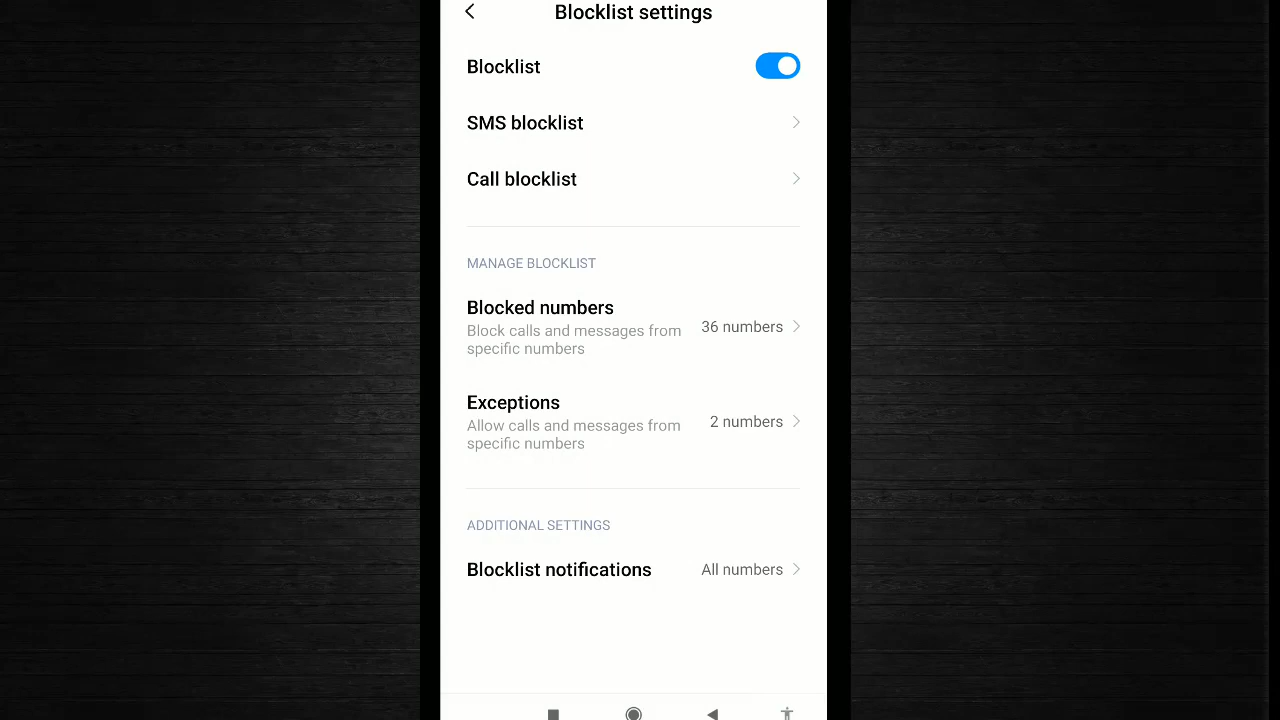 Blocklist settings
Blocklist
SMS blocklist
Call blocklist
MANAGE BLOCKLIST
Blocked numbers
Block calls and messages from
specific numbers
36 numbers
Exceptions
Allow calls and messages from
specific numbers
2 numbers
ADDITIONAL SETTINGS
Blocklist notifications
All numbers